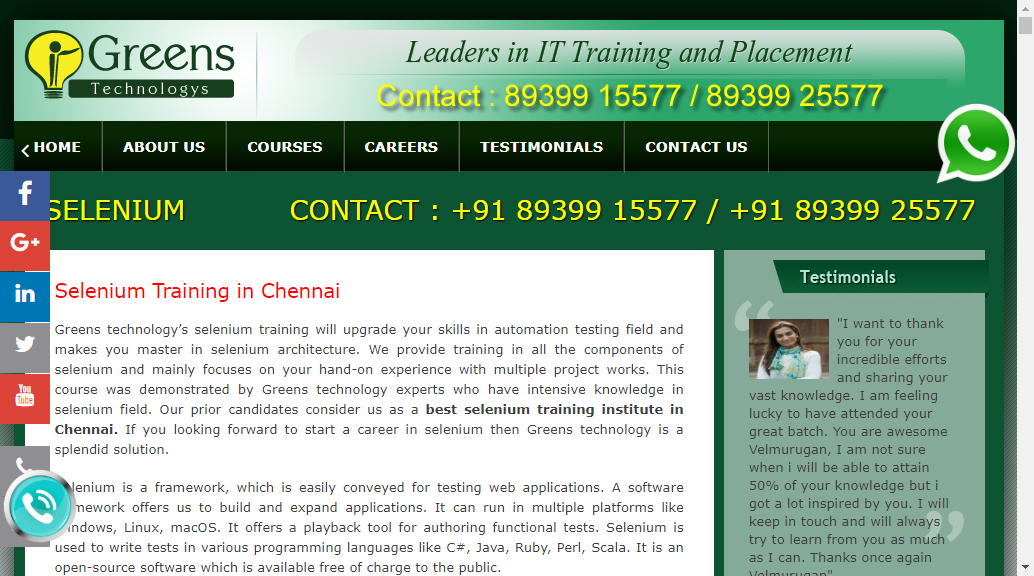 Greens
Technologys
Leaders in IT Training and Placement
Contact : 89399 15577 / 89399 25577
HOME ABOUT US COURSES CAREERS TESTIMONIALS CONTACT US
SELENIUM CONTACT : +91 89399 15577 / +91 89399 25577
f
G+
in
You
Tube
Selenium Training in Chennai
Greens technology's selenium training will upgrade your skills in automation testing field and
makes you master in selenium architecture. We provide training in all the components of
selenium and mainly focuses on your hand-on experience with multiple project works. This
course was demonstrated by Greens technology experts who have intensive knowledge in
selenium field. Our prior candidates consider us as a best selenium training institute in
Chennai. If you looking forward to start a career in selenium then Greens technology is a
splendid solution.
lenium is a framework, which is easily conveyed for testing web applications. A software
mework offers us to build and expand applications. It can run in multiple platforms like
indows, Linux, macOS. It offers a playback tool for authoring functional tests. Selenium is
used to write tests in various programming languages like C#, Java, Ruby, Perl, Scala. It is an
open-source software which is available free of charge to the public.
Testimonials
"I want to thank
you for your
incredible efforts
and sharing your
vast knowledge. I am feeling
lucky to have attended your
great batch. You are awesome
Velmurugan, I am not sure
when i will be able to attain
50% of your knowledge but i
got a lot inspired by you. I will
keep in touch and will always
try to learn from you as much
as I can. Thanks once again
Velmurugan"